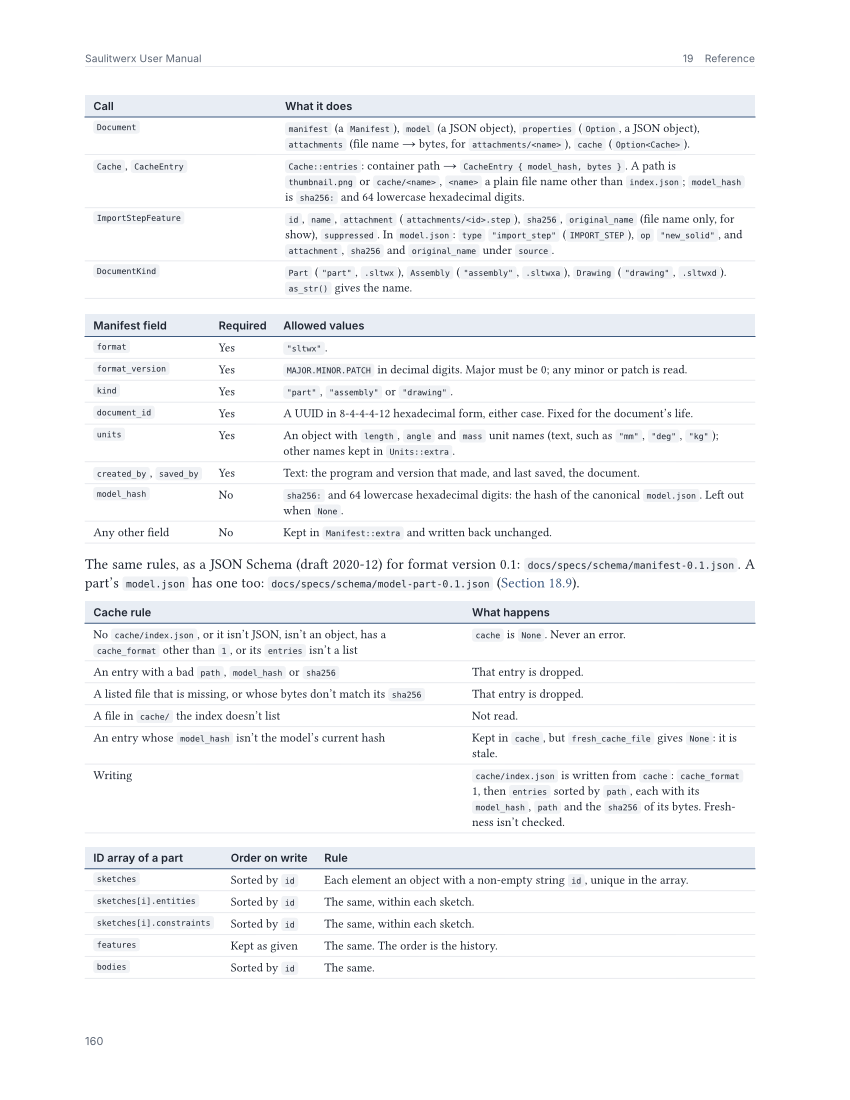 Saulitwerx User Manual 19 Reference
Call What it does
Document manifest (a Manifest), model (a JSON object), properties (Option, a JSON object),
attachments (file name → bytes, for attachments/<name>), cache (Option<Cache>).
Cache, CacheEntry Cache::entries: container path → CacheEntry { model_hash, bytes }. A path is
thumbnail.png or cache/<name>, <name> a plain file name other than index.json; model_hash
is sha256: and 64 lowercase hexadecimal digits.
ImportStepFeature id, name, attachment (attachments/<id>.step), sha256, original_name (file name only, for
show), suppressed. In model.json: type "import_step" (IMPORT_STEP), op "new_solid", and
attachment, sha256 and original_name under source.
DocumentKind Part ("part", .sltwx), Assembly ("assembly", .sltwxa), Drawing ("drawing", .sltwxd).
as_str() gives the name.
Manifest field Required Allowed values
format Yes "sltwx".
format_version Yes MAJOR.MINOR.PATCH in decimal digits. Major must be 0; any minor or patch is read.
kind Yes "part", "assembly" or "drawing".
document_id Yes A UUID in 8-4-4-4-12 hexadecimal form, either case. Fixed for the document's life.
units Yes An object with length, angle and mass unit names (text, such as "mm", "deg", "kg");
other names kept in Units::extra.
created_by, saved_by Yes Text: the program and version that made, and last saved, the document.
model_hash No sha256: and 64 lowercase hexadecimal digits: the hash of the canonical model.json. Left out
when None.
Any other field No Kept in Manifest::extra and written back unchanged.
The same rules, as a JSON Schema (draft 2020-12) for format version 0.1: docs/specs/schema/manifest-0.1.json. A
part's model.json has one too: docs/specs/schema/model-part-0.1.json (Section 18.9).
Cache rule What happens
No cache/index.json, or it isn't JSON, isn't an object, has a cache is None. Never an error.
cache_format other than 1, or its entries isn't a list
An entry with a bad path, model_hash or sha256 That entry is dropped.
A listed file that is missing, or whose bytes don't match its sha256 That entry is dropped.
A file in cache/ the index doesn't list Not read.
An entry whose model_hash isn't the model's current hash Kept in cache, but fresh_cache_file gives None: it is
stale.
Writing cache/index.json is written from cache: cache_format
1, then entries sorted by path, each with its
model_hash, path and the sha256 of its bytes. Fresh-
ness isn't checked.
ID array of a part Order on write Rule
sketches Sorted by id Each element an object with a non-empty string id, unique in the array.
sketches[i].entities Sorted by id The same, within each sketch.
sketches[i].constraints Sorted by id The same, within each sketch.
features Kept as given The same. The order is the history.
bodies Sorted by id The same.
160